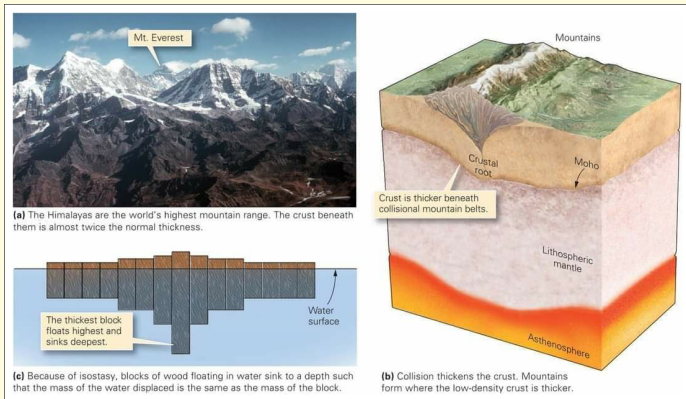 Mt. Everest
(a) The Himalayas are the world's highest mountain range. The crust beneath
them is almost twice the normal thickness.
Water
surface
The thickest block
floats highest and
sinks deepest.
(c) Because of isostasy, blocks of wood floating in water sink to a depth such
that the mass of the water displaced is the same as the mass of the block.
Mountains
Crustal
root
Moho
Crust is thicker beneath
collisional mountain belts.
Lithospheric
mantle
Asthenosphere
(b) Collision thickens the crust. Mountains
form where the low-density crust is thicker.